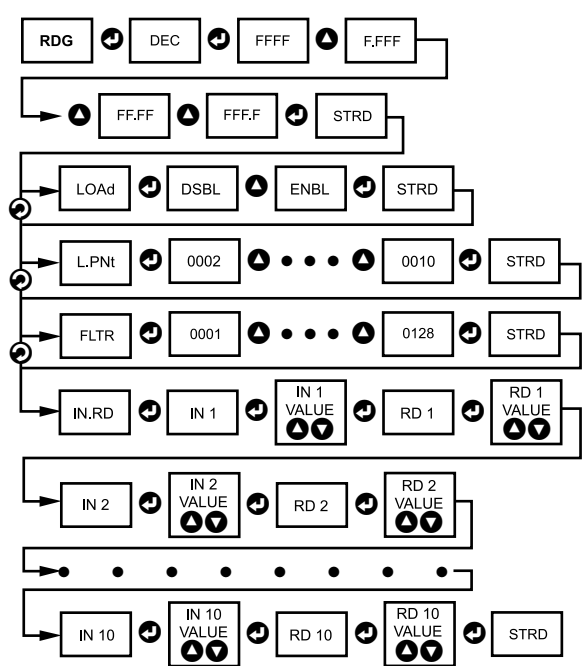 RDG DEC FFFF F.FFF
FF.FF FFF.F STRD
LOAd DSBL ENBL STRD
L.PNt 0002 0010 STRD
FLTR 0001 0128 STRD
IN.RD IN 1 IN 1 VALUE RD 1 RD 1 VALUE
IN 2 IN 2 VALUE RD 2 RD 2 VALUE
IN 10 IN 10 VALUE RD 10 RD 10 VALUE STRD